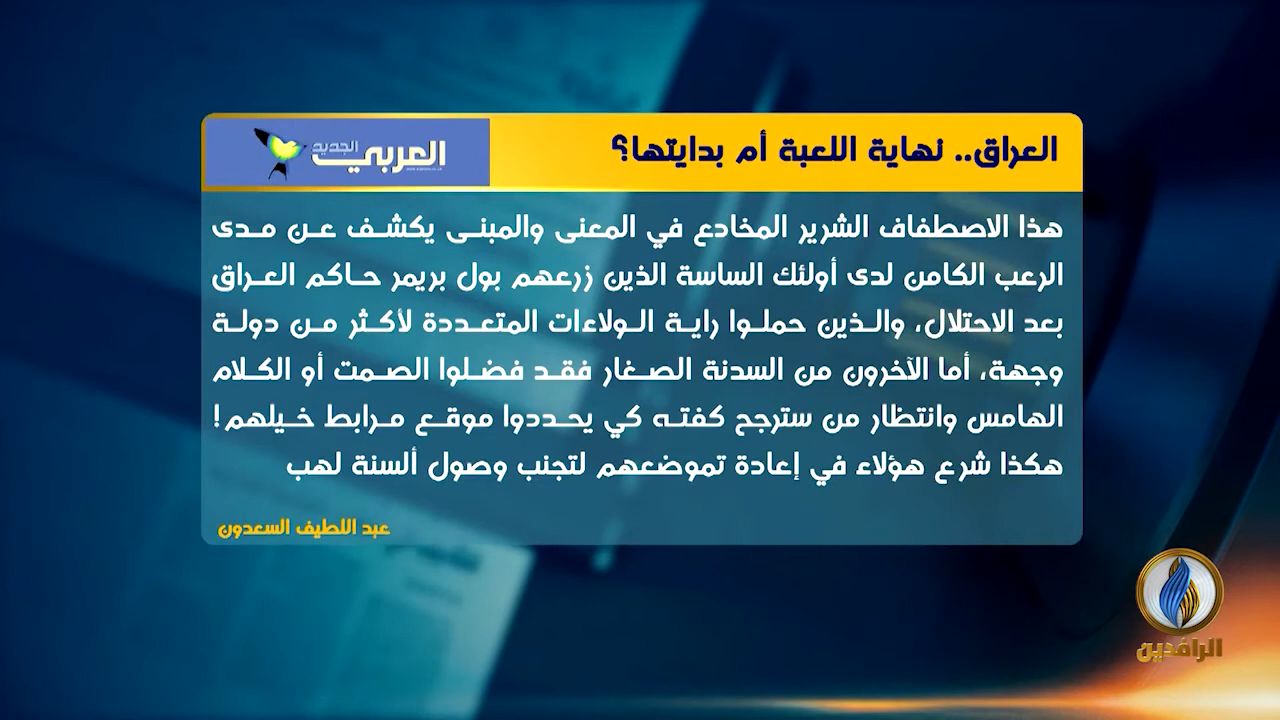 العراق.. نهاية اللعبة أم بدايتها؟
العربي الجديد
هذا الاصطفاف الشرير المخادع في المعنى والمبنى يكشف عن مدى
الرعب الكامن لدى أولئك الساسة الذين زرعهم بول بريمر حاكم العراق
بعد الاحتلال، والذين حملوا راية الولاءات المتعددة لأكثر من دولة
وجهة، أما الآخرون من السدنة الصغار فقد فضلوا الصمت أو الكلام
الهامس وانتظار من سترجح كفته كي يحددوا موقع مرابط خيلهم!
هكذا شرع هؤلاء في إعادة تموضعهم لتجنب وصول ألسنة لهب
عبد اللطيف السعدون
الرافدين